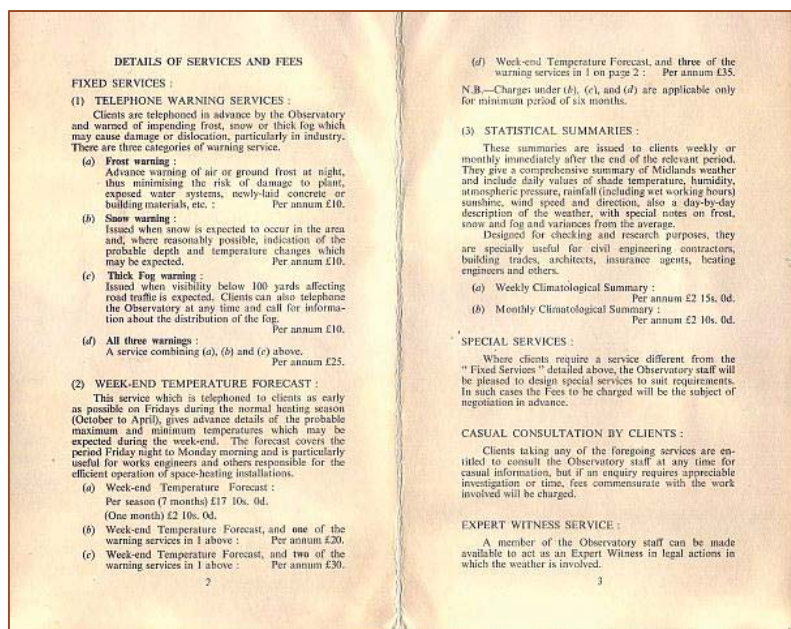 DETAILS OF SERVICES AND FEES
FIXED SERVICES :
(1) TELEPHONE WARNING SERVICES :
Clients are telephoned in advance by the Observatory
and warned of impending frost, snow or thick fog which
may cause damage or dislocation, particularly in industry.
There are three categories of warning service.
(a) Frost warning :
Advance warning of air or ground frost at night,
thus minimising the risk of damage to plant,
exposed water systems, newly-laid concrete or
building materials, etc. : Per annum £10.
(b) Snow warning :
Issued when snow is expected to occur in the area
and, where reasonably possible, indication of the
probable depth and temperature changes which
may be expected. Per annum £10.
(c) Thick Fog warning :
Issued when visibility below 100 yards affecting
road traffic is expected. Clients can also telephone
the Observatory at any time and call for informa-
tion about the distribution of the fog.
Per annum £10.
(d) All three warnings :
A service combining (a), (b) and (c) above.
Per annum £25.
(2) WEEK-END TEMPERATURE FORECAST :
This service which is telephoned to clients as early
as possible on Fridays during the normal heating season
(October to April), gives advance details of the probable
maximum and minimum temperatures which may be
expected during the week-end. The forecast covers the
period Friday night to Monday morning and is particularly
useful for works engineers and others responsible for the
efficient operation of space-heating installations.
(a) Week-end Temperature Forecast :
Per season (7 months) £17 10s. 0d.
(One month) £2 10s. 0d.
(b) Week-end Temperature Forecast, and one of the
warning services in 1 above : Per annum £20.
(c) Week-end Temperature Forecast, and two of the
warning services in 1 above : Per annum £30.
2
(d) Week-end Temperature Forecast, and three of the
warning services in 1 on page 2 : Per annum £35.
N.B.—Charges under (b), (c), and (d) are applicable only
for minimum period of six months.
(3) STATISTICAL SUMMARIES :
These summaries are issued to clients weekly or
monthly immediately after the end of the relevant period.
They give a comprehensive summary of Midlands weather
and include daily values of shade temperature, humidity,
atmospheric pressure, rainfall (including wet working hours)
sunshine, wind speed and direction, also a day-by-day
description of the weather, with special notes on frost,
snow and fog and variances from the average.
Designed for checking and research purposes, they
are specially useful for civil engineering contractors,
building trades, architects, insurance agents, heating
engineers and others.
(a) Weekly Climatological Summary :
Per annum £2 15s. 0d.
(b) Monthly Climatological Summary :
Per annum £2 10s. 0d.
SPECIAL SERVICES :
Where clients require a service different from the
" Fixed Services " detailed above, the Observatory staff will
be pleased to design special services to suit requirements.
In such cases the Fees to be charged will be the subject of
negotiation in advance.
CASUAL CONSULTATION BY CLIENTS :
Clients taking any of the foregoing services are en-
titled to consult the Observatory staff at any time for
casual information, but if an enquiry requires appreciable
investigation or time, fees commensurate with the work
involved will be charged.
EXPERT WITNESS SERVICE :
A member of the Observatory staff can be made
available to act as an Expert Witness in legal actions in
which the weather is involved.
3